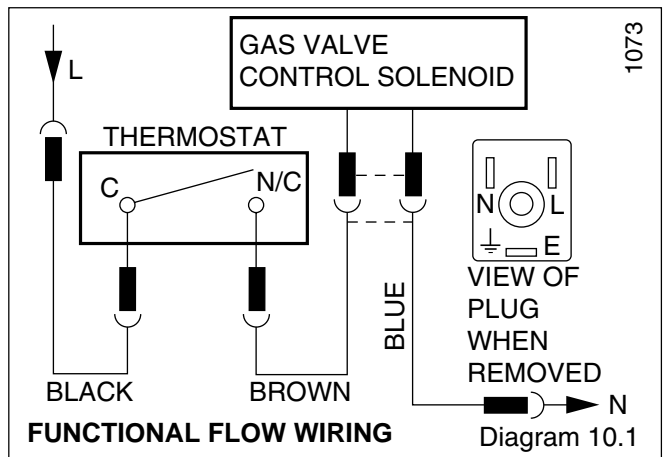 1073
L
GAS VALVE
CONTROL SOLENOID
THERMOSTAT
C
N/C
N
L
E
VIEW OF
PLUG
WHEN
REMOVED
BLUE
BLACK
BROWN
N
FUNCTIONAL FLOW WIRING
Diagram 10.1